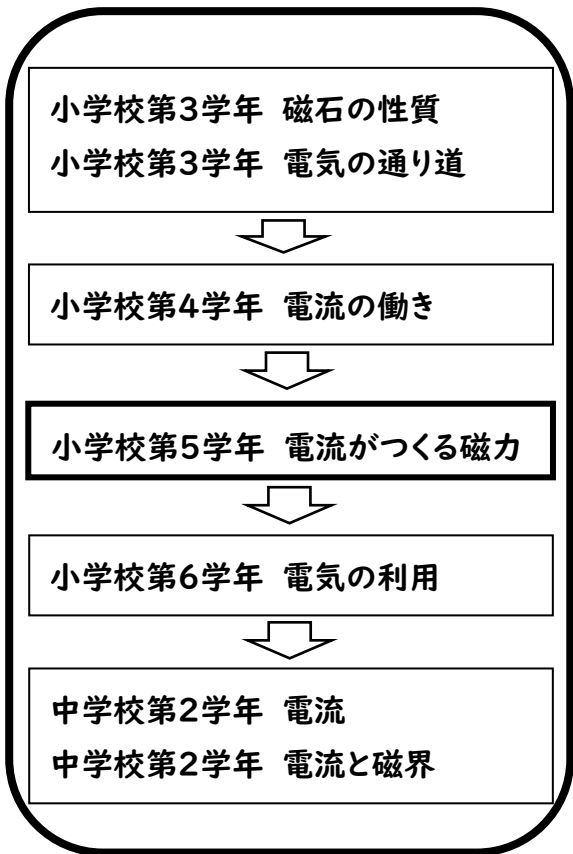 小学校第3学年 磁石の性質
小学校第3学年 電気の通り道
小学校第4学年 電流の働き
小学校第5学年 電流がつくる磁力
小学校第6学年 電気の利用
中学校第2学年 電流
中学校第2学年 電流と磁界